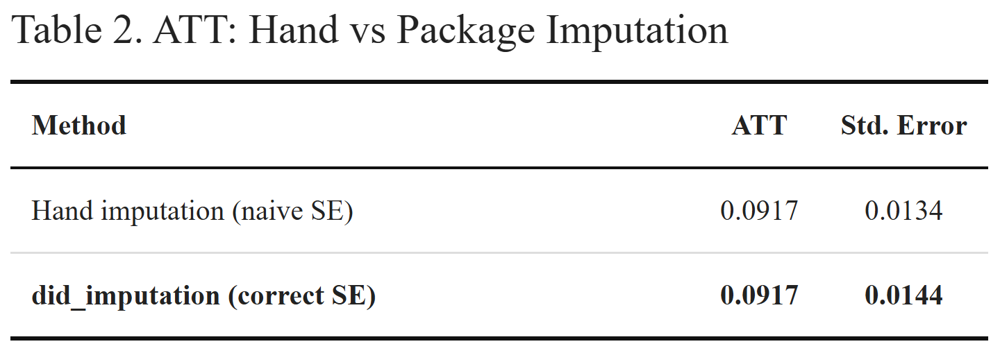 Table 2. ATT: Hand vs Package Imputation
Method ATT Std. Error
Hand imputation (naive SE) 0.0917 0.0134
did_imputation (correct SE) 0.0917 0.0144